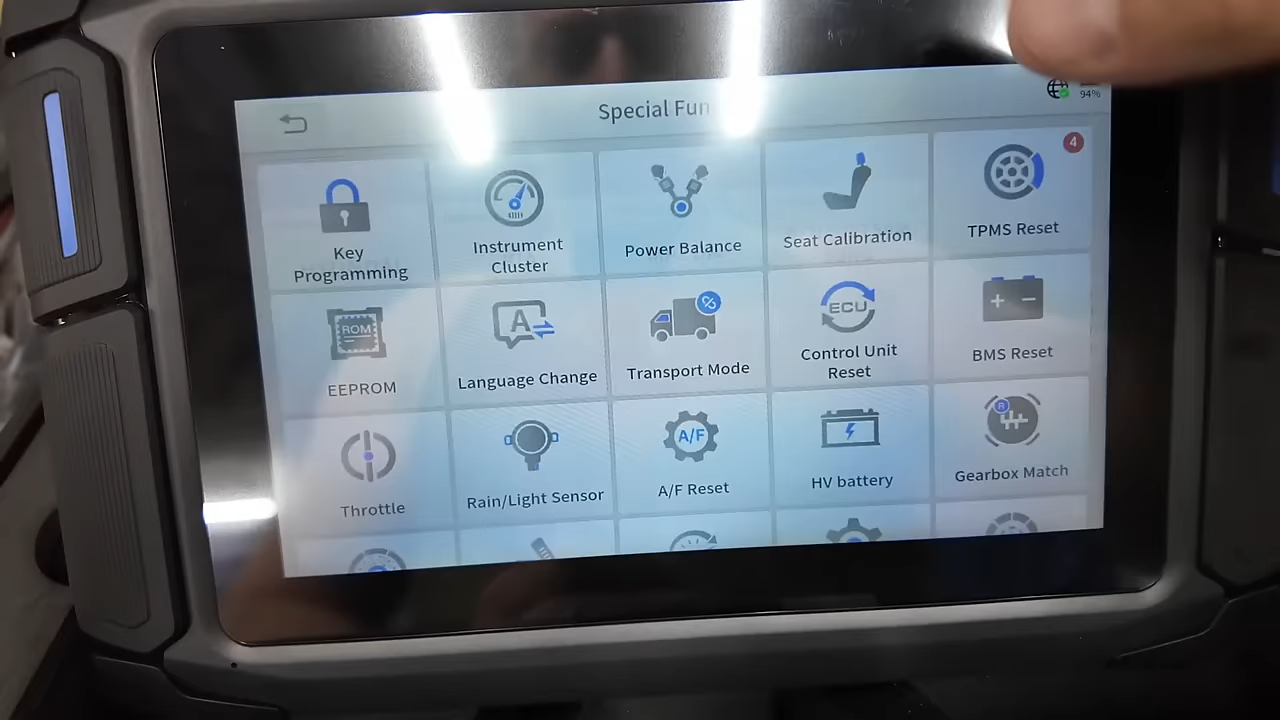 Special Fun
94%
4
Key
Programming
Instrument
Cluster
Power Balance
Seat Calibration
TPMS Reset
ROM
EEPROM
A
Language Change
Transport Mode
ECU
Control Unit
Reset
BMS Reset
Throttle
Rain/Light Sensor
A/F
A/F Reset
HV battery
R
Gearbox Match